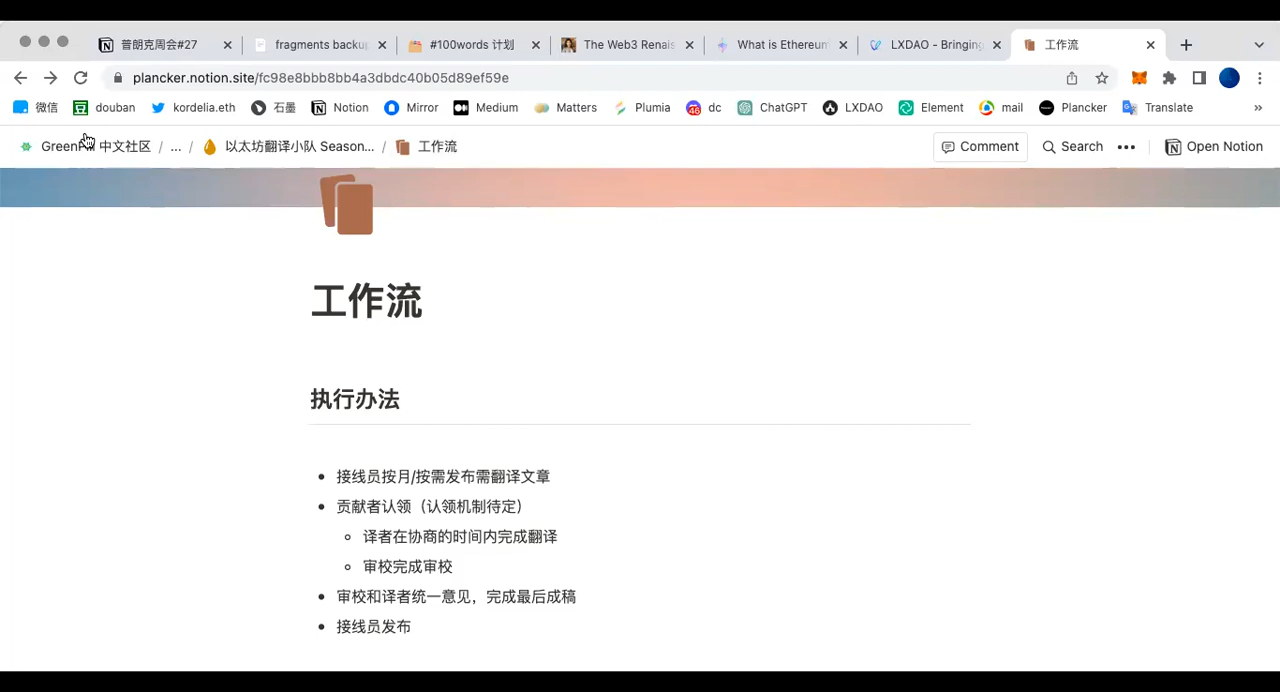 普朗克周会#27
fragments backup
#100words 计划
The Web3 Renais
What is Ethereum
LXDAO - Bringing
工作流
plancker.notion.site/fc98e8bbb8bb4a3dbdc40b05d89ef59e
微信 douban kordelia.eth 石墨 Notion Mirror Medium Matters Plumia 46 dc ChatGPT LXDAO Element mail Plancker Translate »
中文社区 / ... / 以太坊翻译小队 Season... / 工作流 Comment Search ••• Open Notion
工作流
执行办法
• 接线员按月/按需发布需翻译文章
• 贡献者认领（认领机制待定）
◦ 译者在协商的时间内完成翻译
◦ 审校完成审校
• 审校和译者统一意见，完成最后成稿
• 接线员发布